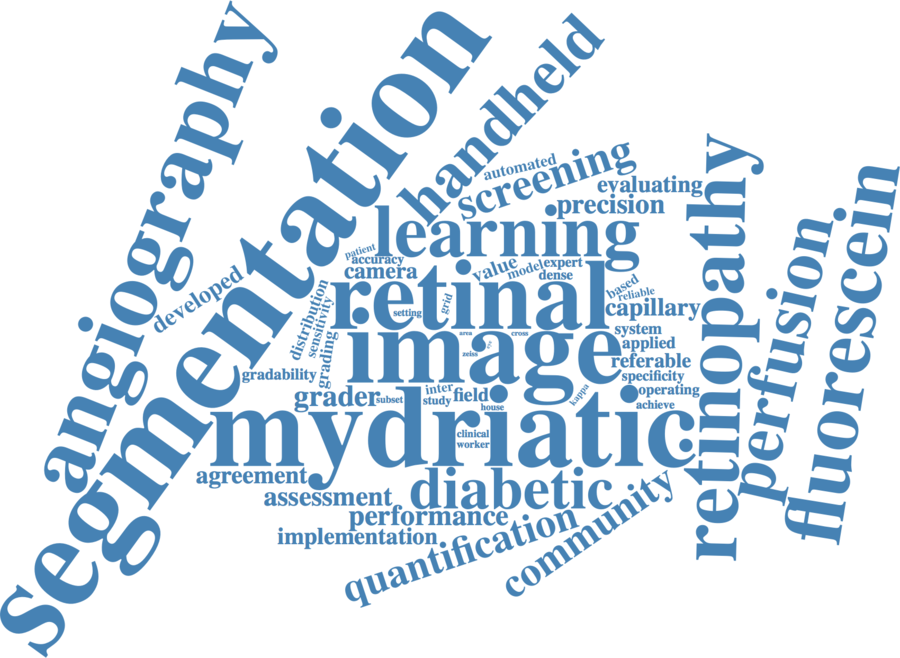 angiography
segmentation
handheld
automated
screening
evaluating
precision
learning
patient
accuracy
camera
value
model
expert
dense
developed
retinal
based
reliable
capillary
retinopathy
perfusion
fluorescein
distribution
sensitivity
grading
setting
grid
area
cross
zeiss
image
system
applied
referable
specificity
operating
achieve
gradability
grader
subset
inter
study
field
house
kappa
mydriatic
clinical
worker
agreement
assessment
diabetic
performance
implementation
quantification
community